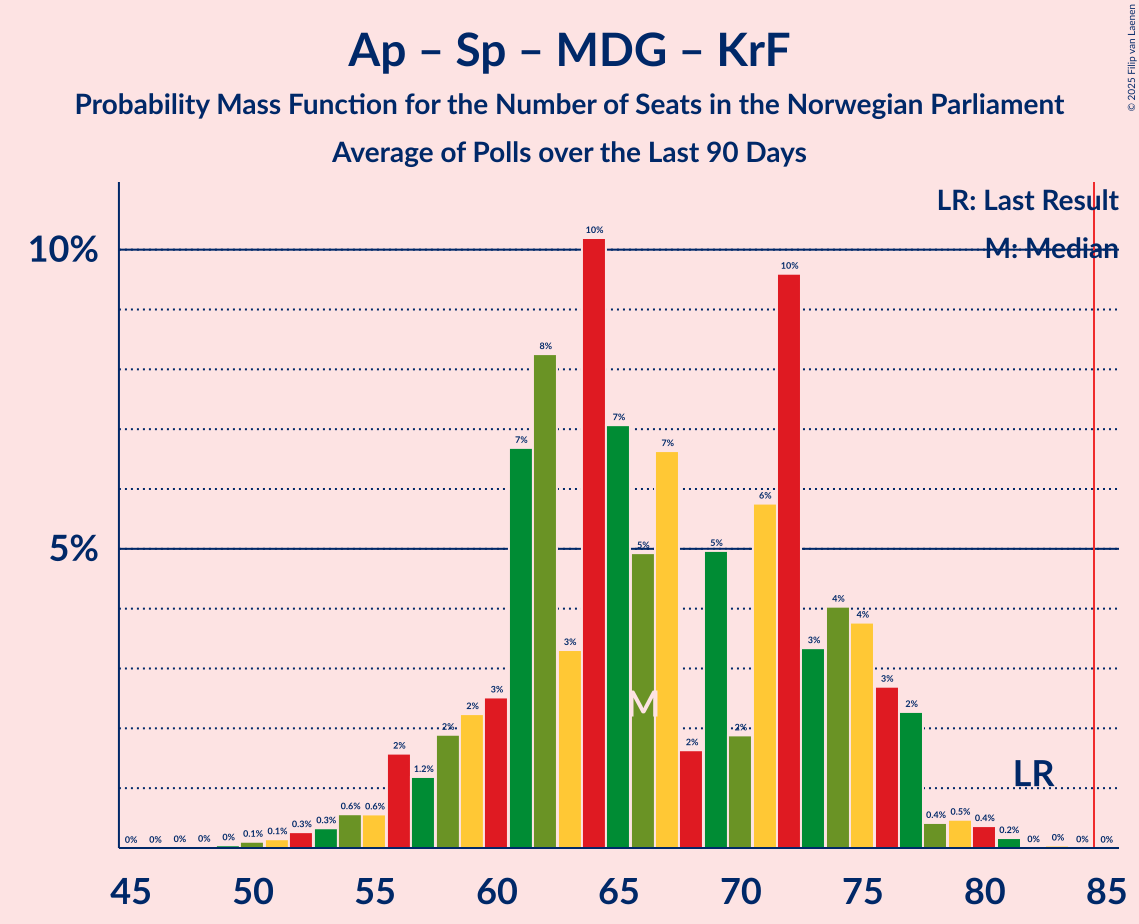 Ap – Sp – MDG – KrF
Probability Mass Function for the Number of Seats in the Norwegian Parliament
Average of Polls over the Last 90 Days
© 2025 Filip van Laenen
LR: Last Result
M: Median
10%
5%
0% 0% 0% 0% 0% 0.1% 0.1% 0.3% 0.3% 0.6% 0.6% 2% 1.2% 2% 2% 3% 7% 8% 3% 10% 7% 5% 7% 2% 5% 2% 6% 10% 3% 4% 4% 3% 2% 0.4% 0.5% 0.4% 0.2% 0% 0% 0% 0%
M
LR
45 50 55 60 65 70 75 80 85